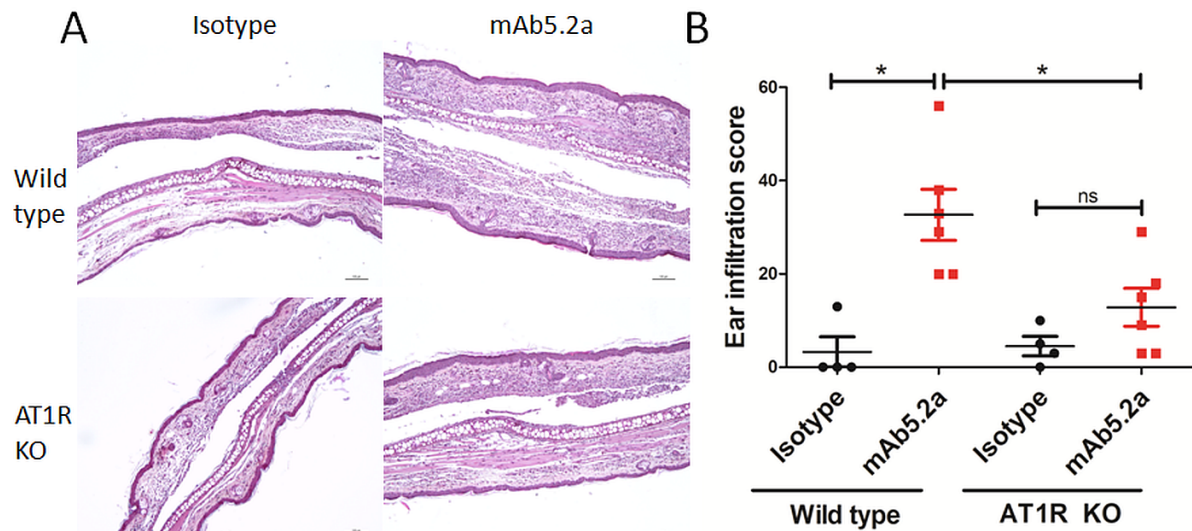 A
Isotype
mAb5.2a
Wild
type
AT1R
KO
B
*
*
ns
Ear infiltration score
60
40
20
0
Isotype
mAb5.2a
Isotype
mAb5.2a
Wild type
AT1R KO